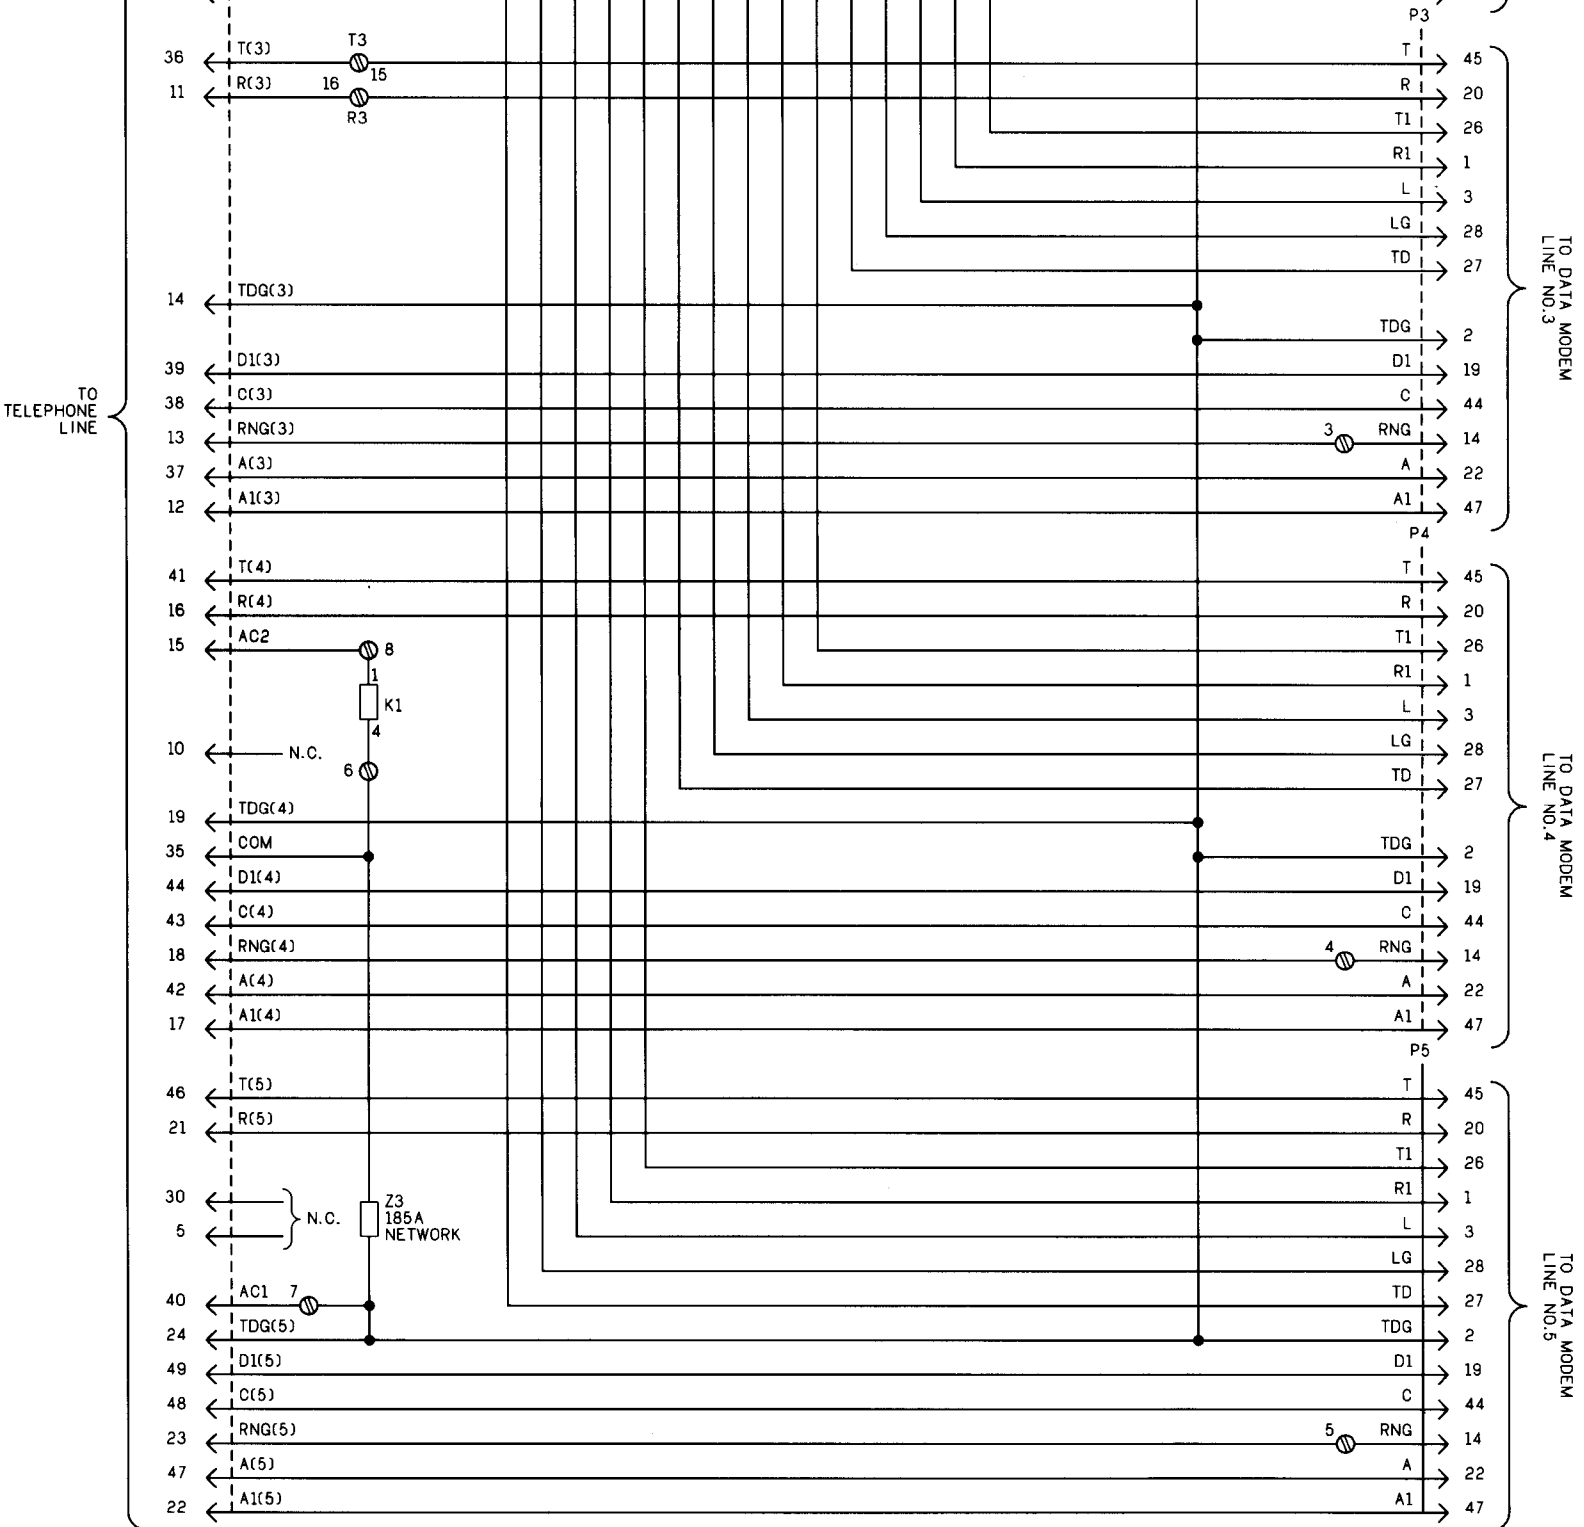 P3
36 T(3) T3 15 T 45
11 R(3) 16 R3 R 20
T1 26
R1 1
L 3
LG 28
TD 27
14 TDG(3)
TDG 2
39 D1(3) D1 19
38 C(3) C 44
13 RNG(3) 3 RNG 14
37 A(3) A 22
12 A1(3) A1 47
TO
TELEPHONE
LINE
TO DATA MODEM
LINE NO.3
P4
41 T(4) T 45
16 R(4) R 20
15 AC2 8 T1 26
1 R1 1
K1 L 3
4
10 N.C. LG 28
6 TD 27
19 TDG(4)
35 COM TDG 2
44 D1(4) D1 19
43 C(4) C 44
18 RNG(4) 4 RNG 14
42 A(4) A 22
17 A1(4) A1 47
TO DATA MODEM
LINE NO.4
P5
46 T(5) T 45
21 R(5) R 20
T1 26
30 R1 1
N.C.
5 L 3
Z3
185A
NETWORK
LG 28
40 AC1 7 TD 27
24 TDG(5) TDG 2
49 D1(5) D1 19
48 C(5) C 44
23 RNG(5) 5 RNG 14
47 A(5) A 22
22 A1(5) A1 47
TO DATA MODEM
LINE NO.5